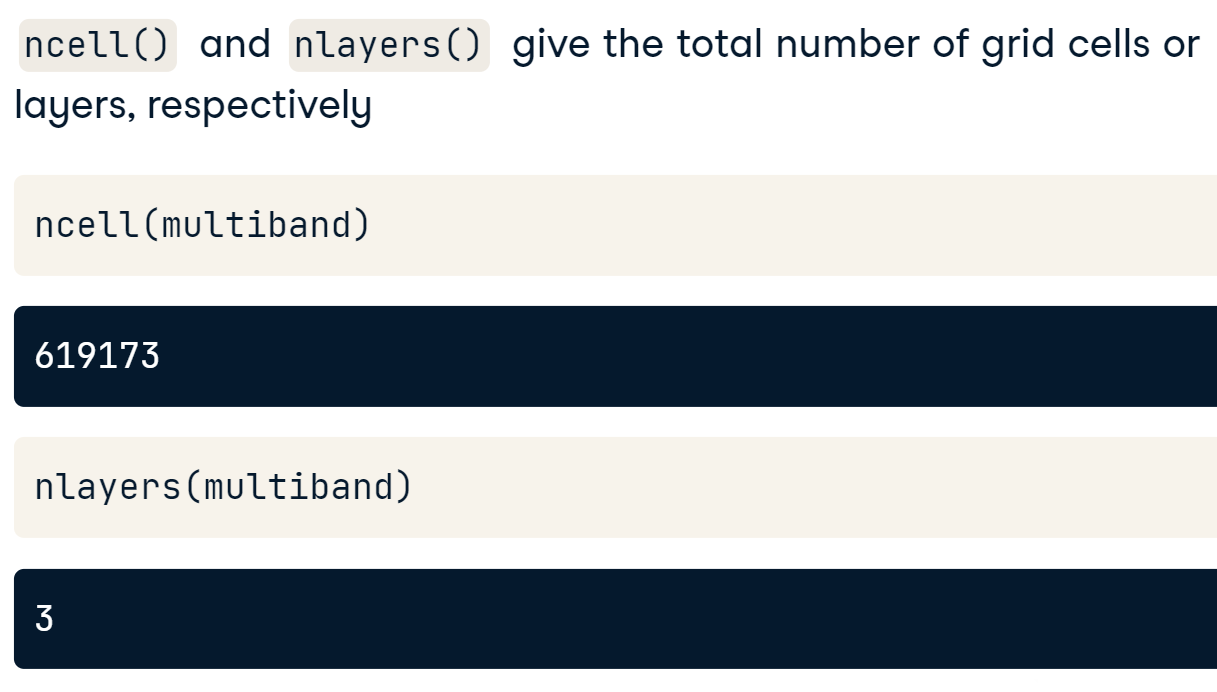 ncell() and nlayers() give the total number of grid cells or
layers, respectively
ncell(multiband)
619173
nlayers(multiband)
3